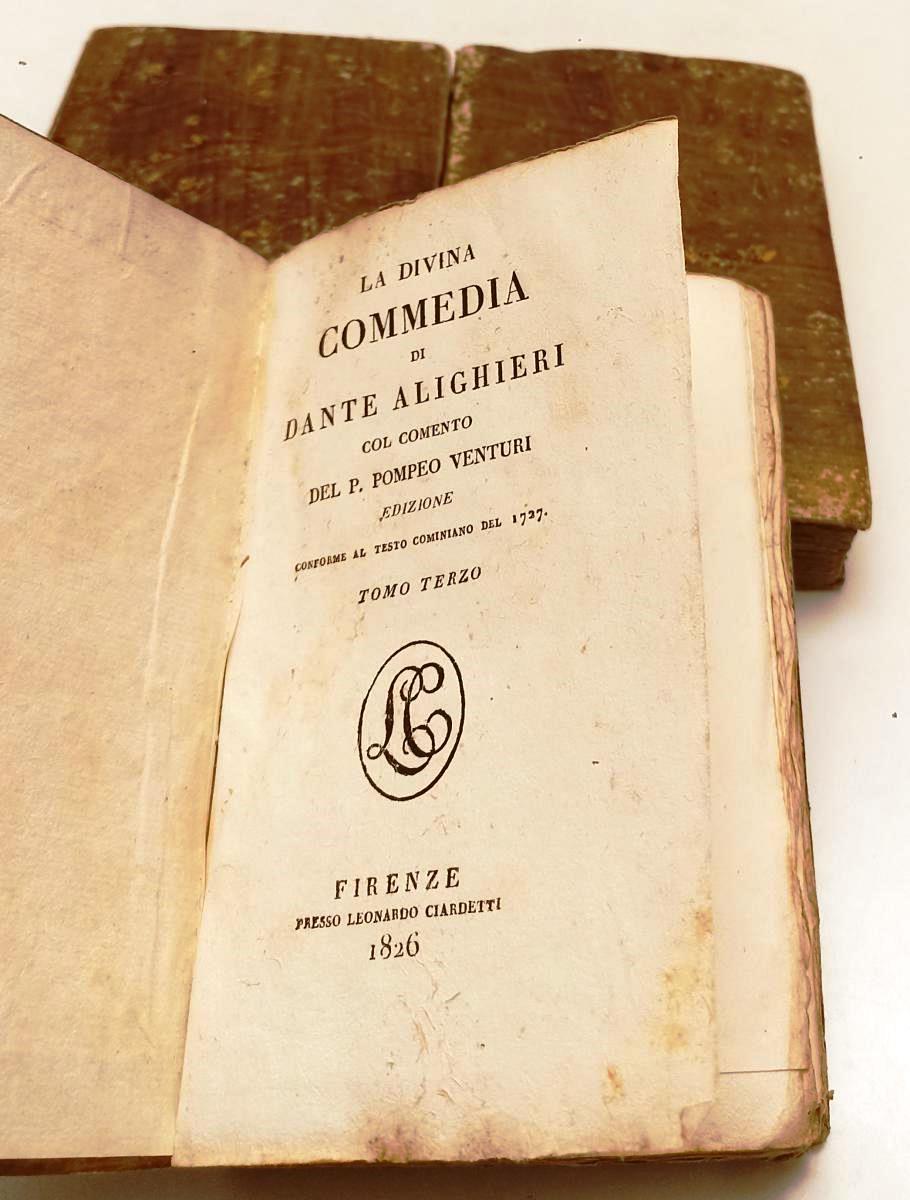 LA DIVINA
COMMEDIA
DI
DANTE ALIGHIERI
COL COMENTO
DEL P. POMPEO VENTURI
EDIZIONE
CONFORME AL TESTO COMINIANO DEL 1727.
TOMO TERZO
LC
FIRENZE
PRESSO LEONARDO CIARDETTI
1826